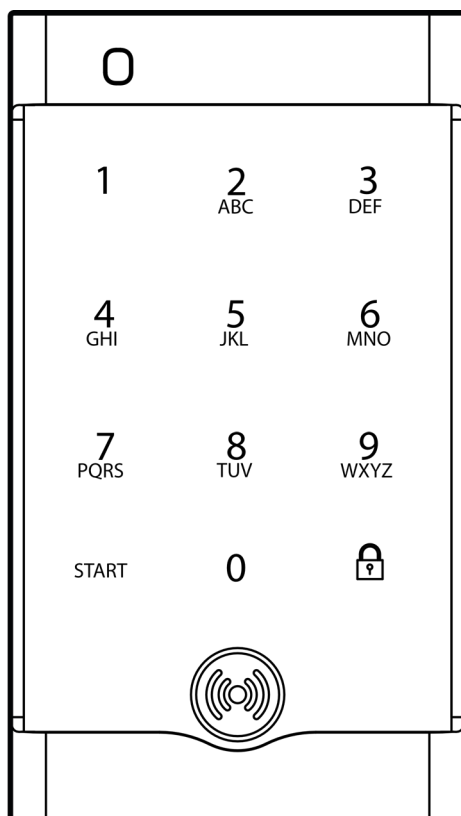 1 2 3
ABC DEF
4 5 6
GHI JKL MNO
7 8 9
PQRS TUV WXYZ
START 0